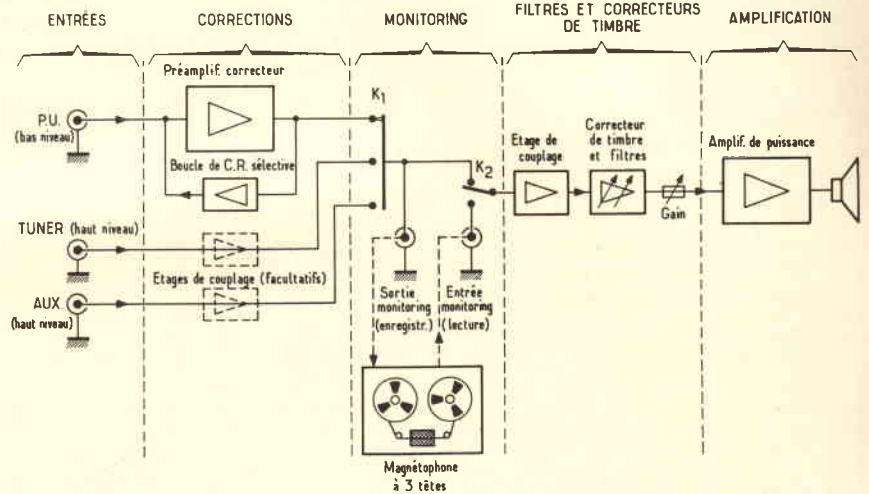 ENTRÉES
CORRECTIONS
MONITORING
FILTRES ET CORRECTEURS
DE TIMBRE
AMPLIFICATION
Préamplif. correcteur
P.U.
(bas niveau)
Boucle de C.R. sélective
K1
K2
Etage de
couplage
Correcteur
de timbre
et filtres
Gain
Amplif. de puissance
TUNER (haut niveau)
Etages de couplage (facultatifs)
AUX.
(haut niveau)
Sortie
monitoring
(enregistr.)
Entrée
monitoring
(lecture)
Magnétophone
à 3 têtes